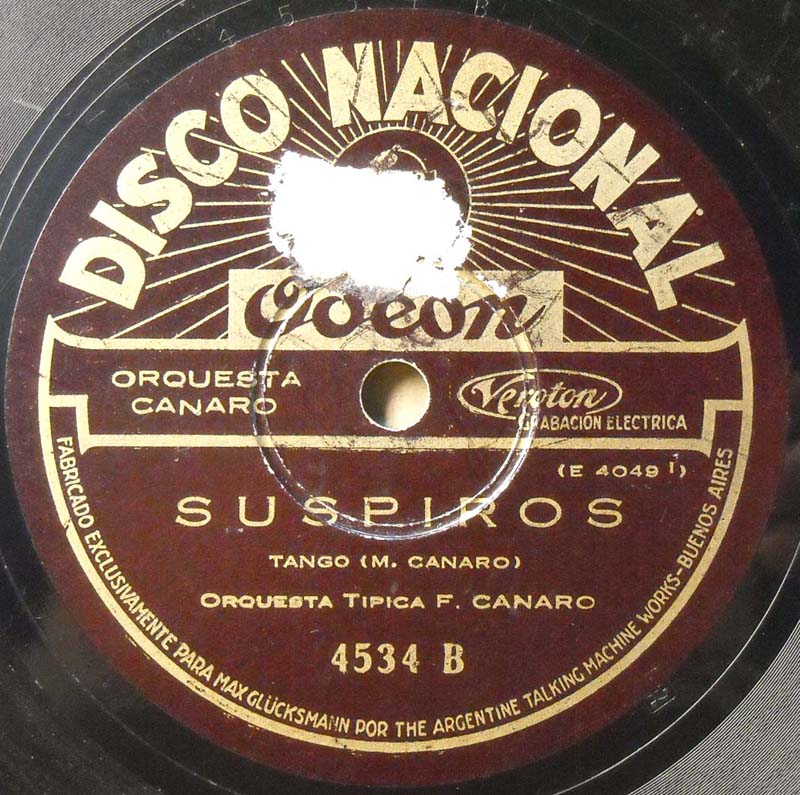 DISCO NACIONAL
Odeon
ORQUESTA
CANARO
Veroton
GRABACIÓN ELECTRICA
(E 4049 I)
SUSPIROS
TANGO (M. CANARO)
ORQUESTA TIPICA F. CANARO
4534 B
FABRICADO EXCLUSIVAMENTE PARA MAX GLÜCKSMANN POR THE ARGENTINE TALKING MACHINE WORKS-BUENOS AIRES